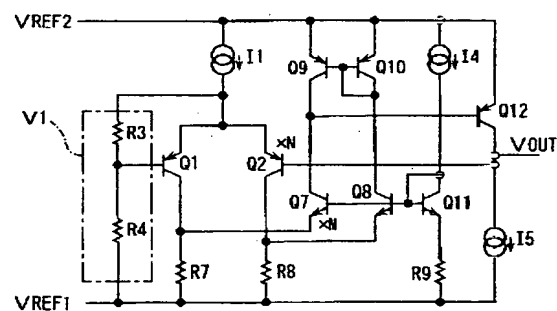 VREF2
I1
Q9
Q10
I4
Q12
V1
R3
Q1
×N
Q2
VOUT
R4
Q7
×N
Q8
Q11
I5
R7
R8
R9
VREF1